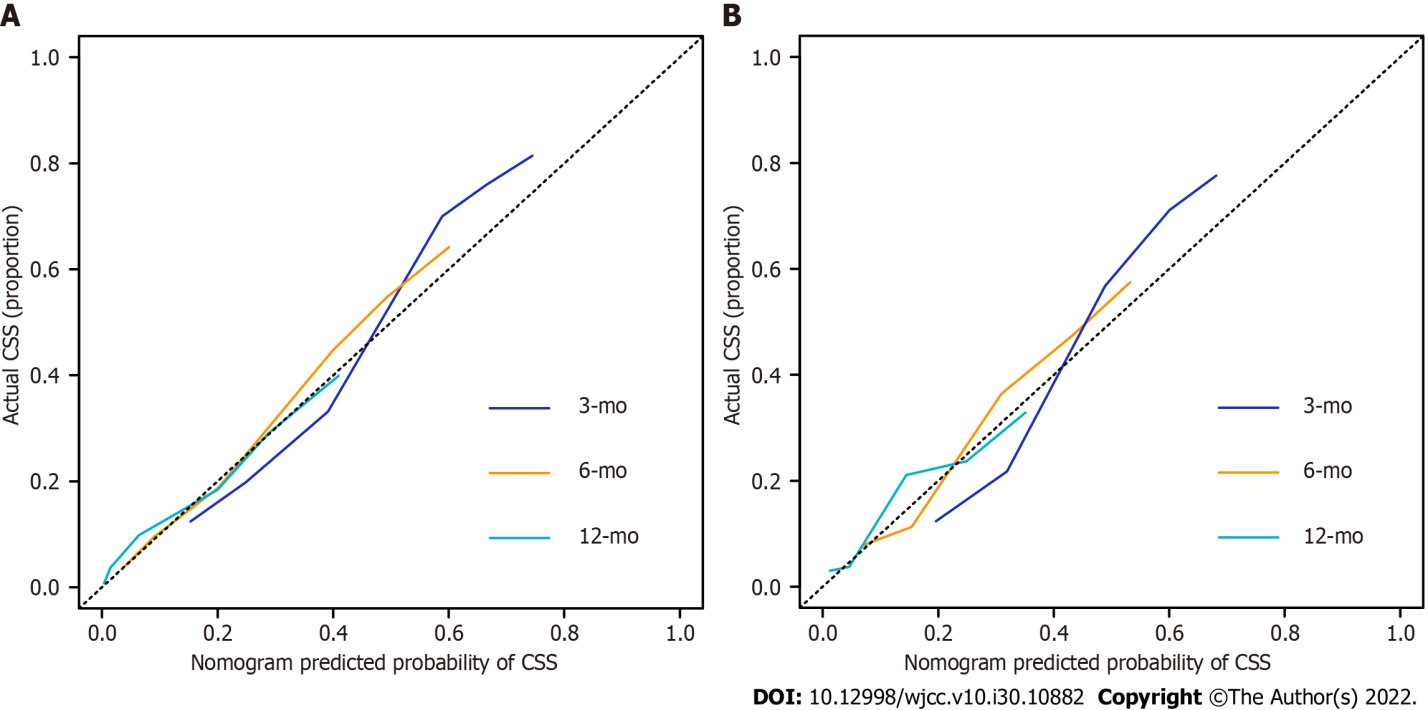 A
1.0
0.8
0.6
0.4
0.2
0.0
Actual CSS (proportion)
3-mo
6-mo
12-mo
0.0 0.2 0.4 0.6 0.8 1.0
Nomogram predicted probability of CSS
B
1.0
0.8
0.6
0.4
0.2
0.0
Actual CSS (proportion)
3-mo
6-mo
12-mo
0.0 0.2 0.4 0.6 0.8 1.0
Nomogram predicted probability of CSS
DOI: 10.12998/wjcc.v10.i30.10882 Copyright ©The Author(s) 2022.